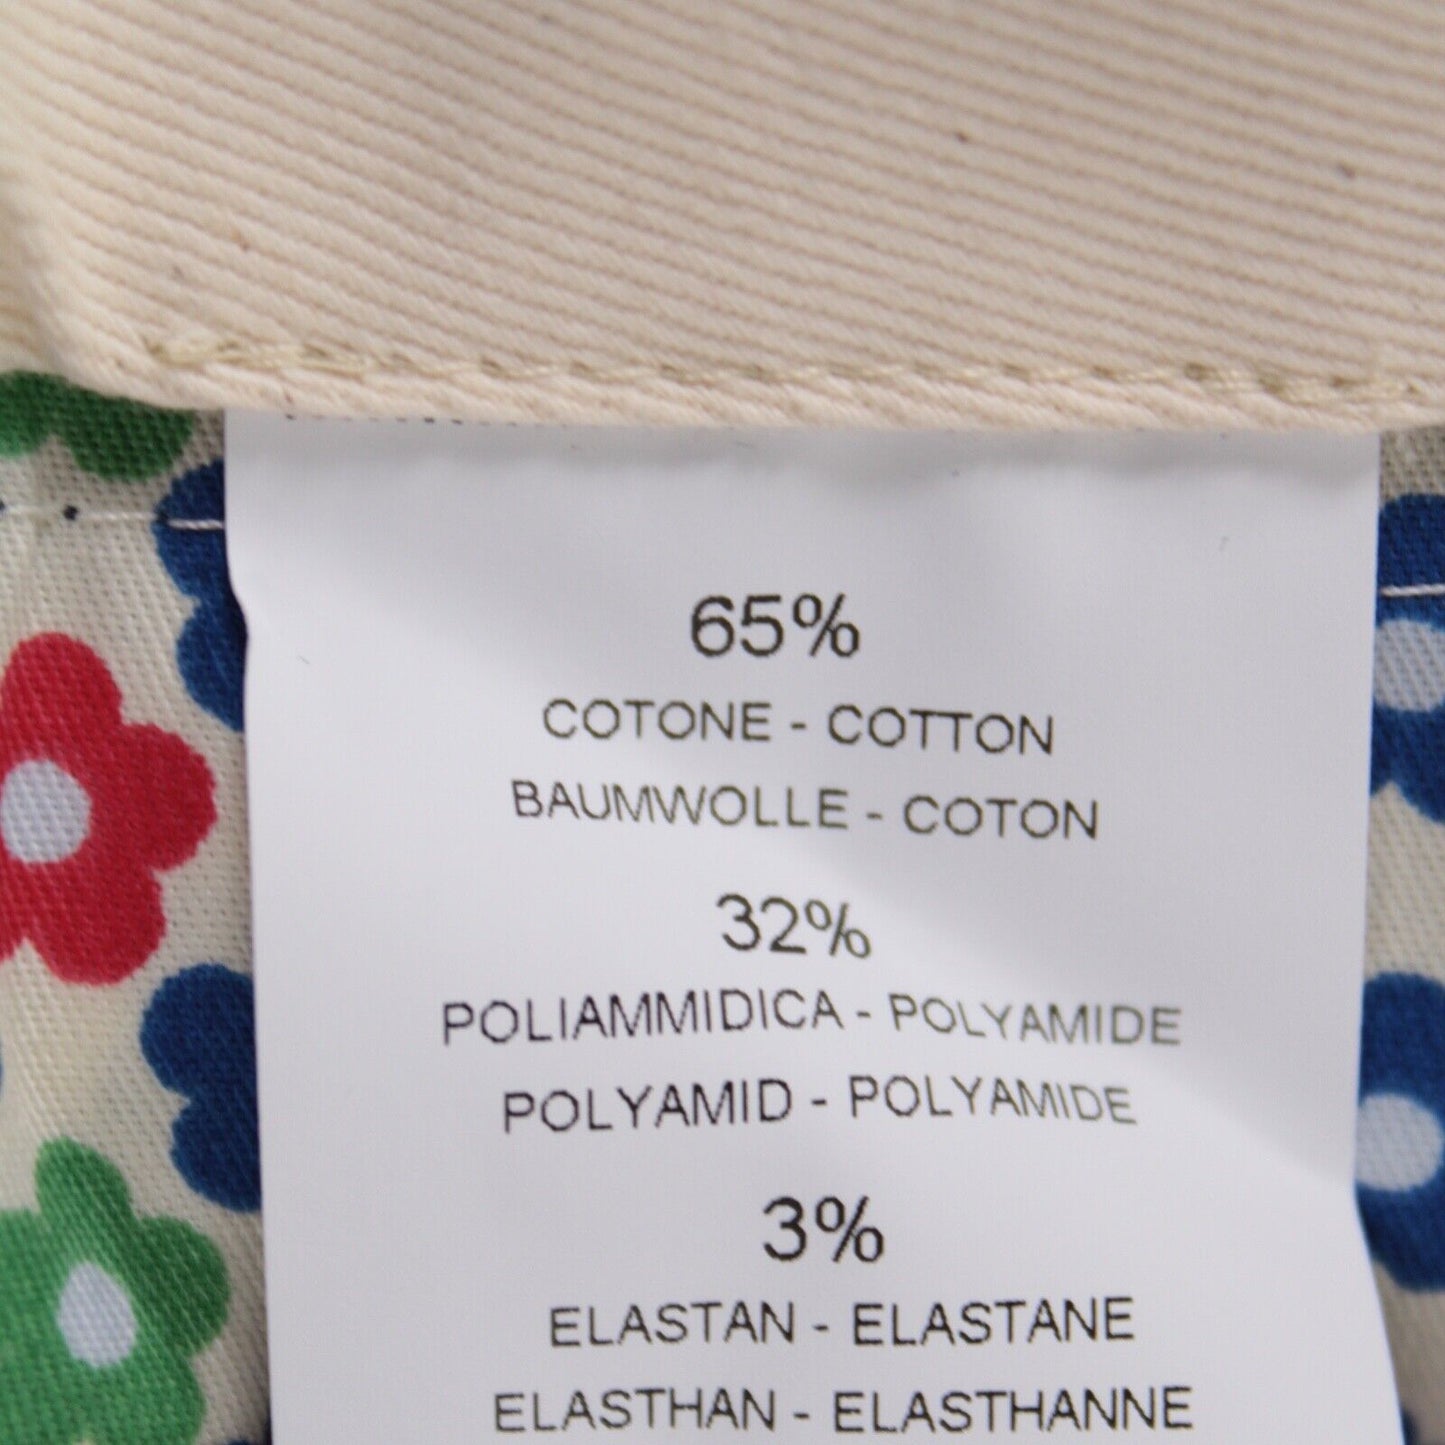 65%
COTONE - COTTON
BAUMWOLLE - COTON
32%
POLIAMMIDICA - POLYAMIDE
POLYAMID - POLYAMIDE
3%
ELASTAN - ELASTANE
ELASTHAN - ELASTHANNE